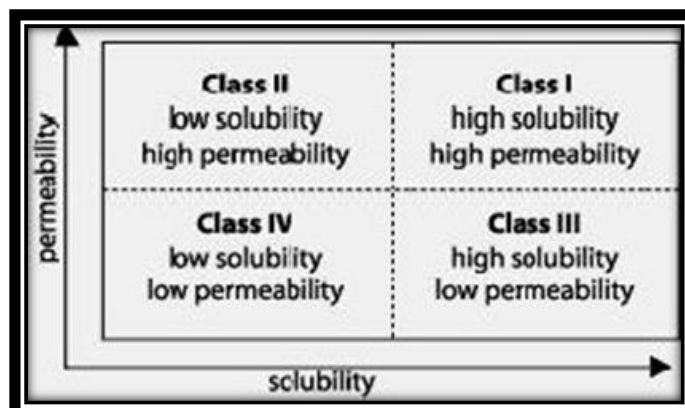 permeability
Class II
low solubility
high permeability
Class I
high solubility
high permeability
Class IV
low solubility
low permeability
Class III
high solubility
low permeability
solubility